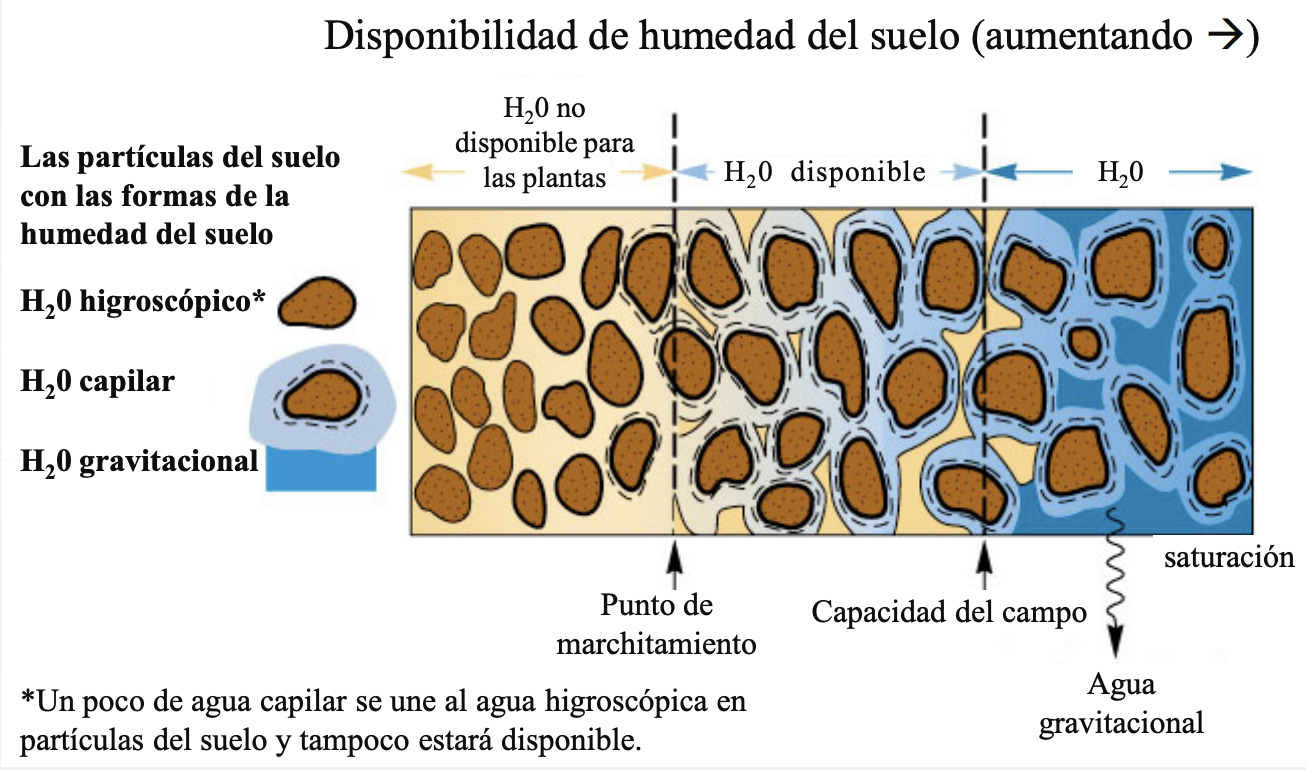 Disponibilidad de humedad del suelo (aumentando →)
H₂0 no
disponible para
las plantas
H₂0 disponible
H₂0
Las partículas del suelo
con las formas de la
humedad del suelo
H₂0 higroscópico*
H₂0 capilar
H₂0 gravitacional
saturación
Punto de
marchitamiento
Capacidad del campo
Agua
gravitacional
*Un poco de agua capilar se une al agua higroscópica en
partículas del suelo y tampoco estará disponible.